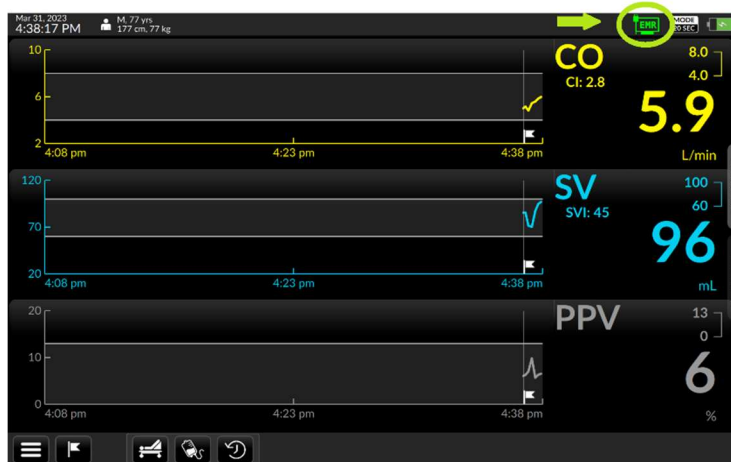 Mar 31, 2023
4:38:17 PM
M, 77 yrs
177 cm, 77 kg
EMR
MODE
20 SEC
10
6
2
4:08 pm
4:23 pm
4:38 pm
CO
CI: 2.8
8.0
4.0
5.9
L/min
120
70
20
4:08 pm
4:23 pm
4:38 pm
SV
SVI: 45
100
60
96
mL
20
10
0
4:08 pm
4:23 pm
4:38 pm
PPV
13
0
6
%